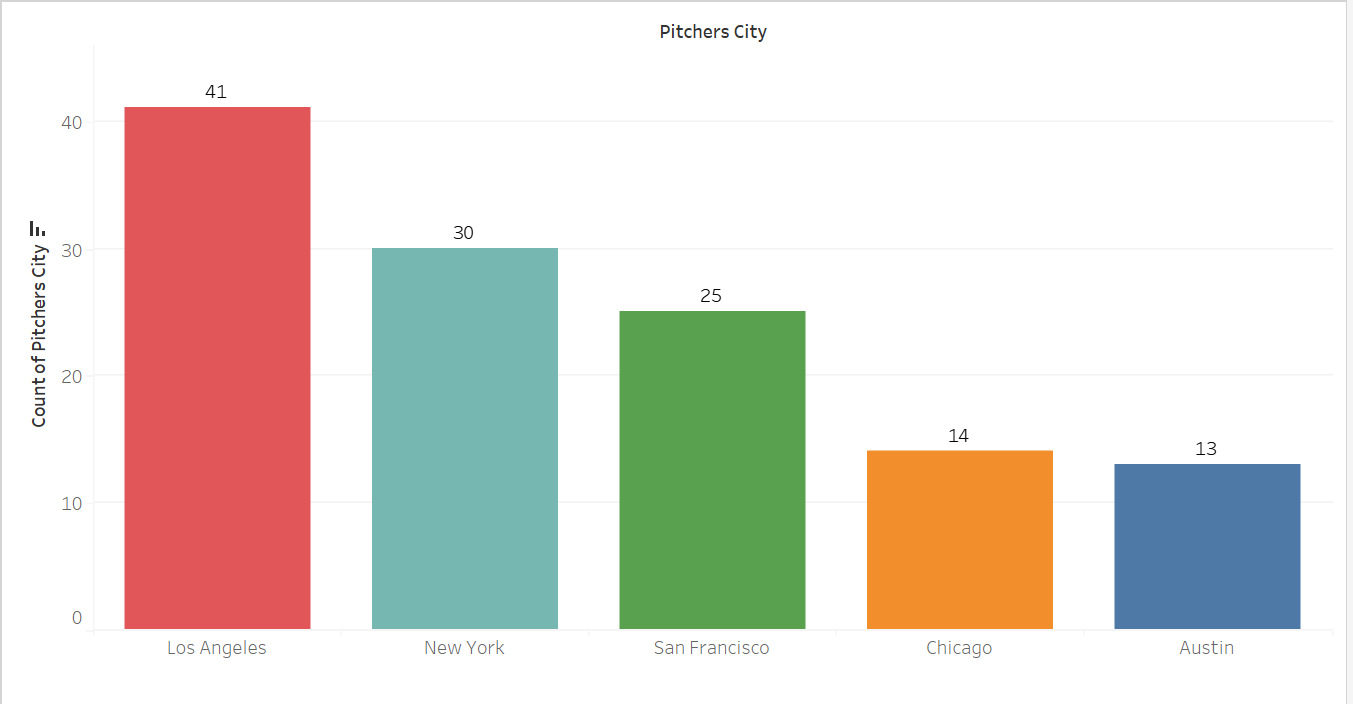 Pitchers City
41
40
30
30
25
20
14
13
10
0
Count of Pitchers City
Los Angeles
New York
San Francisco
Chicago
Austin